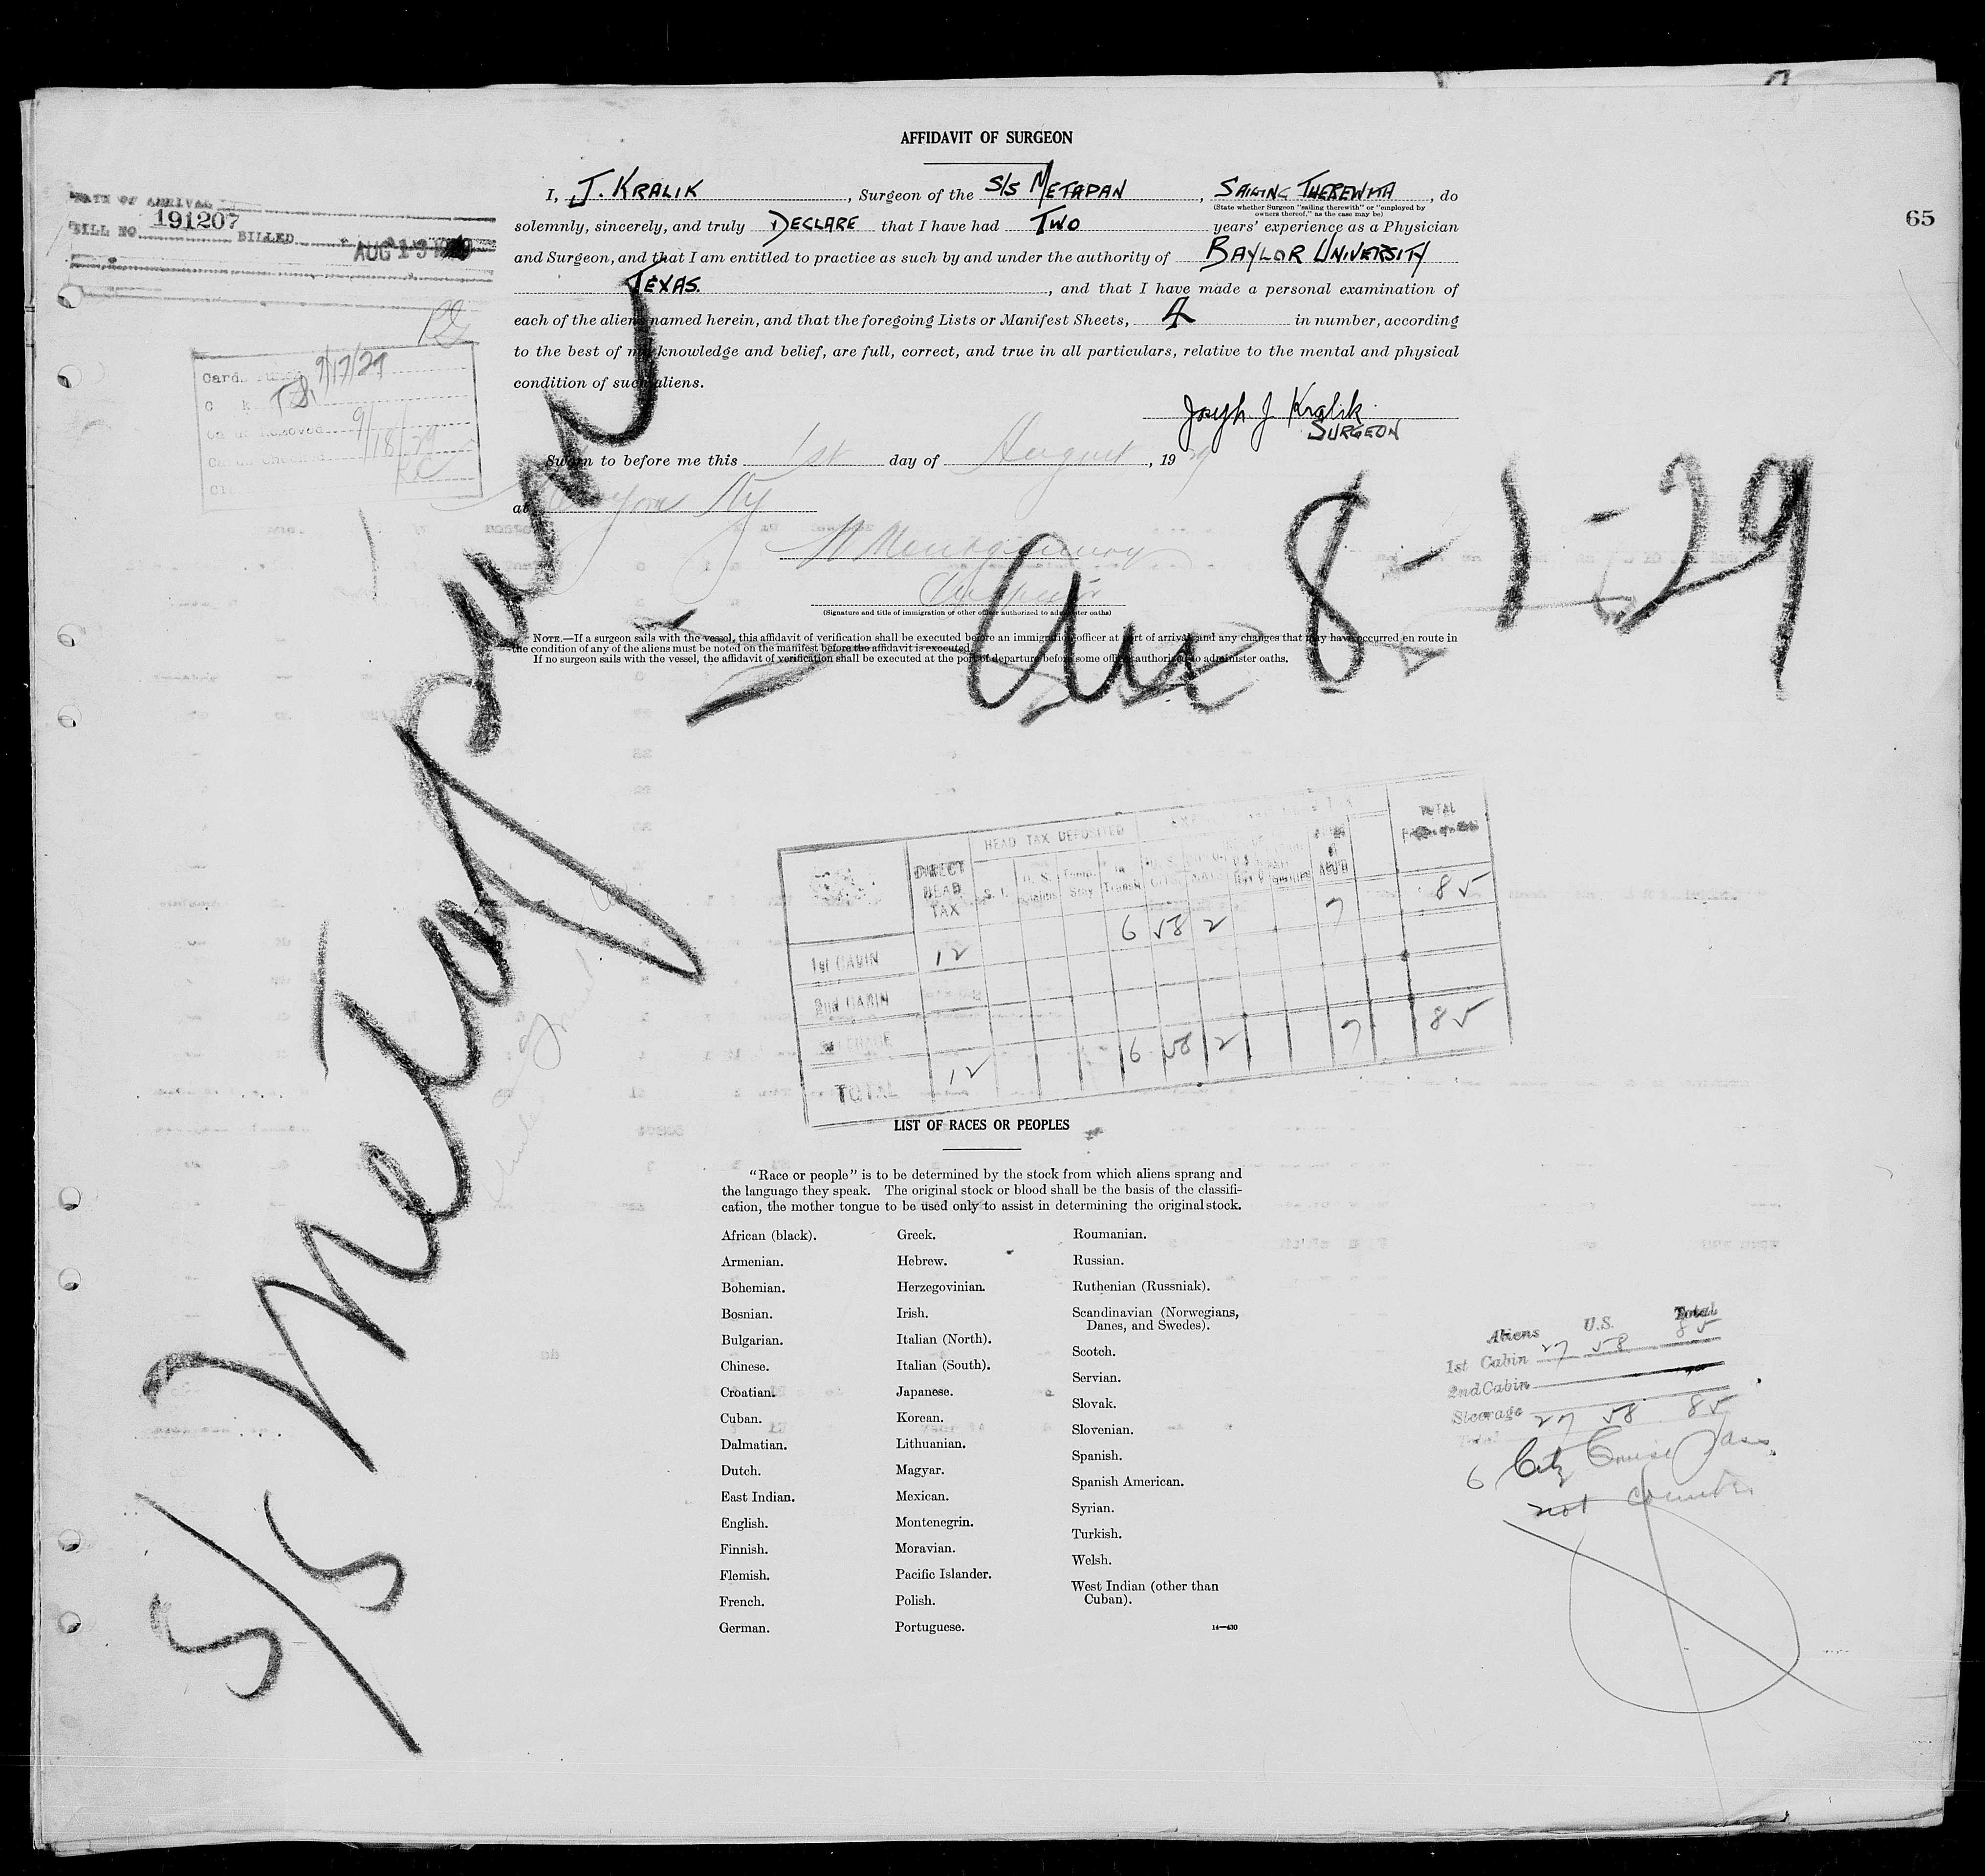 AFFIDAVIT OF SURGEON
I, J. KRALIK, Surgeon of the S/S METAPAN, SAILING THEREWITH, do
(State whether Surgeon "sailing therewith" or "employed by
owners thereof," as the case may be)
solemnly, sincerely, and truly DECLARE that I have had TWO years' experience as a Physician
and Surgeon, and that I am entitled to practice as such by and under the authority of BAYLOR UNIVERSITY
TEXAS., and that I have made a personal examination of
each of the aliens named herein, and that the foregoing Lists or Manifest Sheets, 4 in number, according
to the best of my knowledge and belief, are full, correct, and true in all particulars, relative to the mental and physical
condition of such aliens.
Joseph J Kralik
SURGEON
Sworn to before me this 1st day of August, 1929
at
Montgomery
Inspector
(Signature and title of immigration or other officer authorized to administer oaths)
NOTE.—If a surgeon sails with the vessel, this affidavit of verification shall be executed before an immigration officer at port of arrival, and any changes that may have occurred en route in
the condition of any of the aliens must be noted on the manifest before the affidavit is executed.
If no surgeon sails with the vessel, the affidavit of verification shall be executed at the port of departure before some officer authorized to administer oaths.
65
DATE OF ARRIVAL
BILL NO. 191207 BILLED AUG 13
Card 9/17/29
9/18/29
S/S Metapan
8-1-29
HEAD TAX DEPOSITED
DIRECT HEAD TAX
TOTAL
85
1st CABIN 12 6 58 2 7
2nd CABIN
STEERAGE
TOTAL 12 6 58 2 7 85
LIST OF RACES OR PEOPLES
"Race or people" is to be determined by the stock from which aliens sprang and
the language they speak. The original stock or blood shall be the basis of the classifi-
cation, the mother tongue to be used only to assist in determining the original stock.
African (black).
Armenian.
Bohemian.
Bosnian.
Bulgarian.
Chinese.
Croatian.
Cuban.
Dalmatian.
Dutch.
East Indian.
English.
Finnish.
Flemish.
French.
German.
Greek.
Hebrew.
Herzegovinian.
Irish.
Italian (North).
Italian (South).
Japanese.
Korean.
Lithuanian.
Magyar.
Mexican.
Montenegrin.
Moravian.
Pacific Islander.
Polish.
Portuguese.
Roumanian.
Russian.
Ruthenian (Russniak).
Scandinavian (Norwegians,
Danes, and Swedes).
Scotch.
Servian.
Slovak.
Slovenian.
Spanish.
Spanish American.
Syrian.
Turkish.
Welsh.
West Indian (other than
Cuban).
14—430
Aliens U.S. Total
1st Cabin 27 58 85
2nd Cabin
Steerage
Total 27 58 85
6 City Cruise Pass
not counted